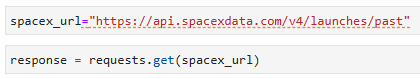 spacex_url="https://api.spacexdata.com/v4/launches/past"
response = requests.get(spacex_url)